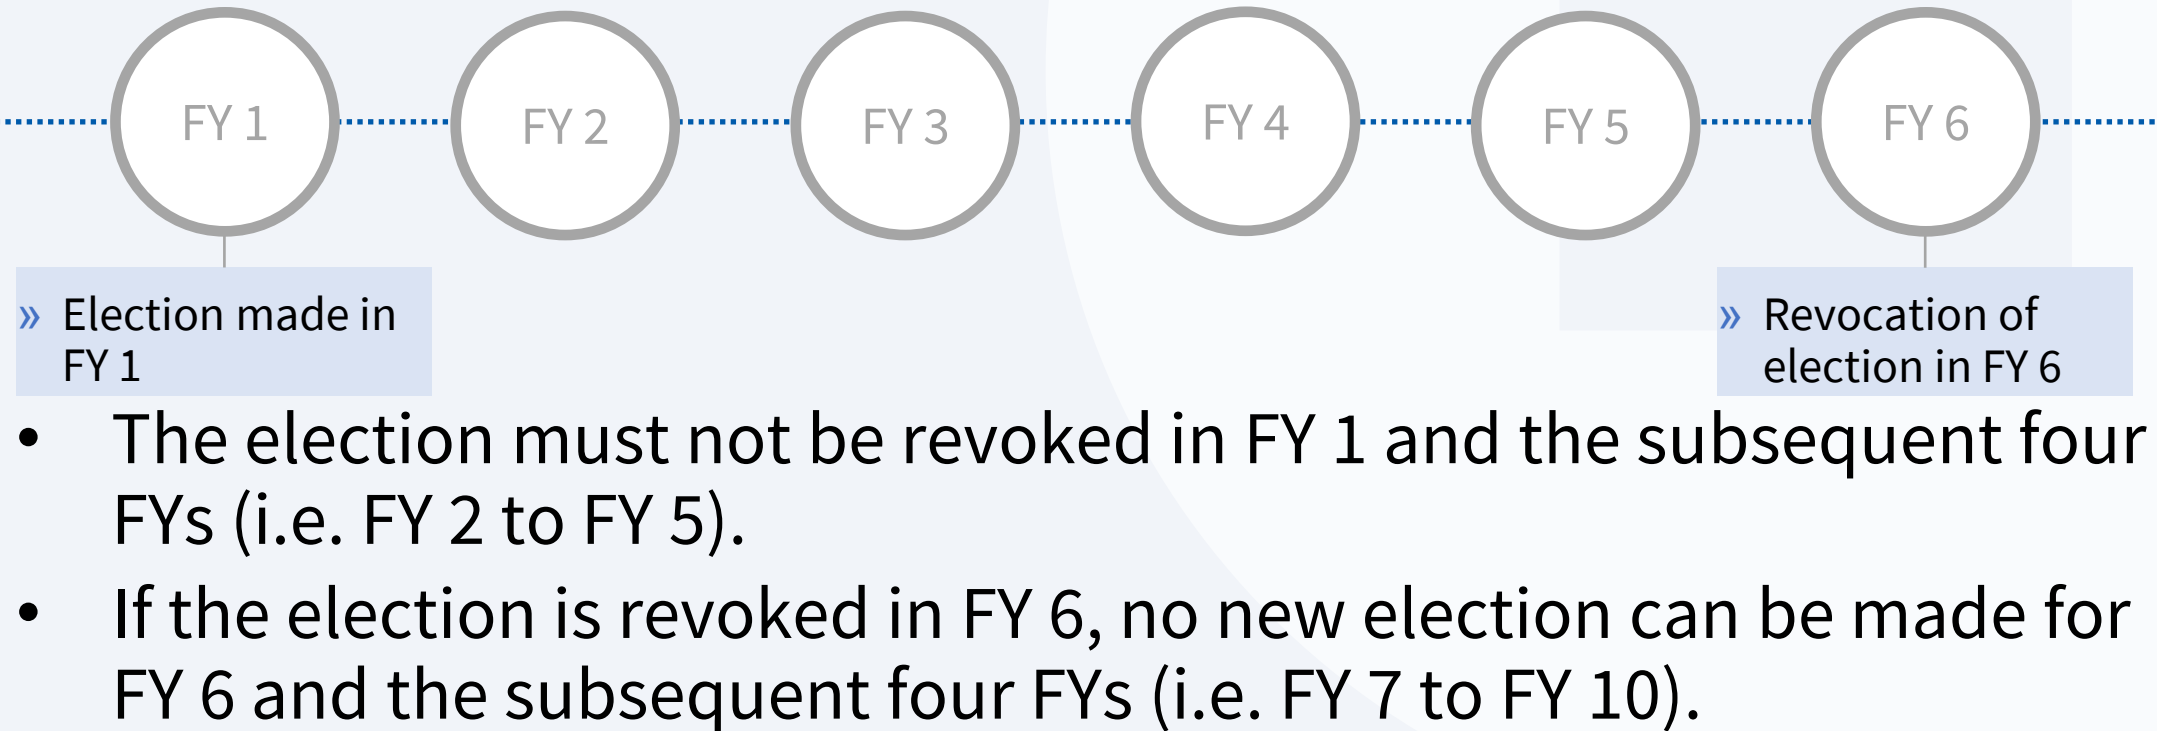 FY 1
FY 2
FY 3
FY 4
FY 5
FY 6
» Election made in
FY 1
» Revocation of
election in FY 6
• The election must not be revoked in FY 1 and the subsequent four
FYs (i.e. FY 2 to FY 5).
• If the election is revoked in FY 6, no new election can be made for
FY 6 and the subsequent four FYs (i.e. FY 7 to FY 10).